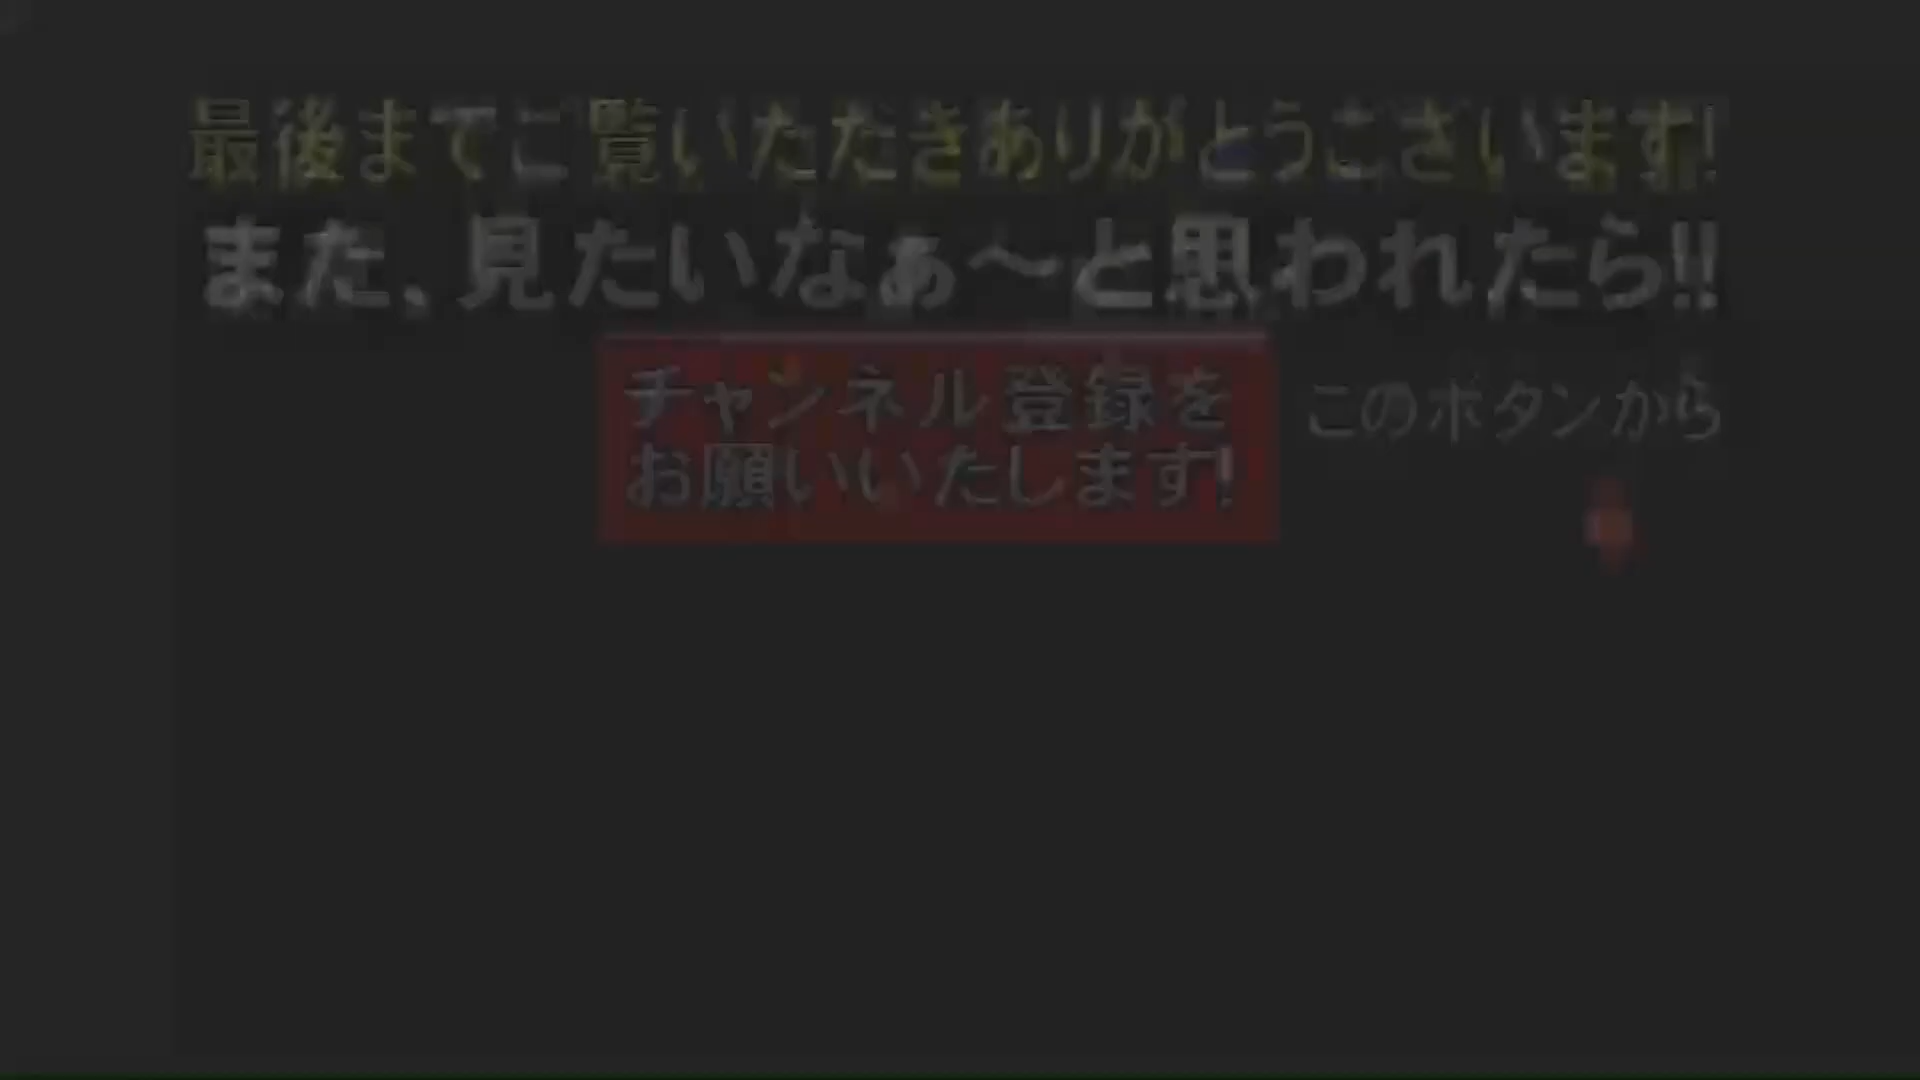 最後までご覧いただきありがとうございます!
また、見たいなぁ～と思われたら!!
チャンネル登録を
お願いいたします!
このボタンから